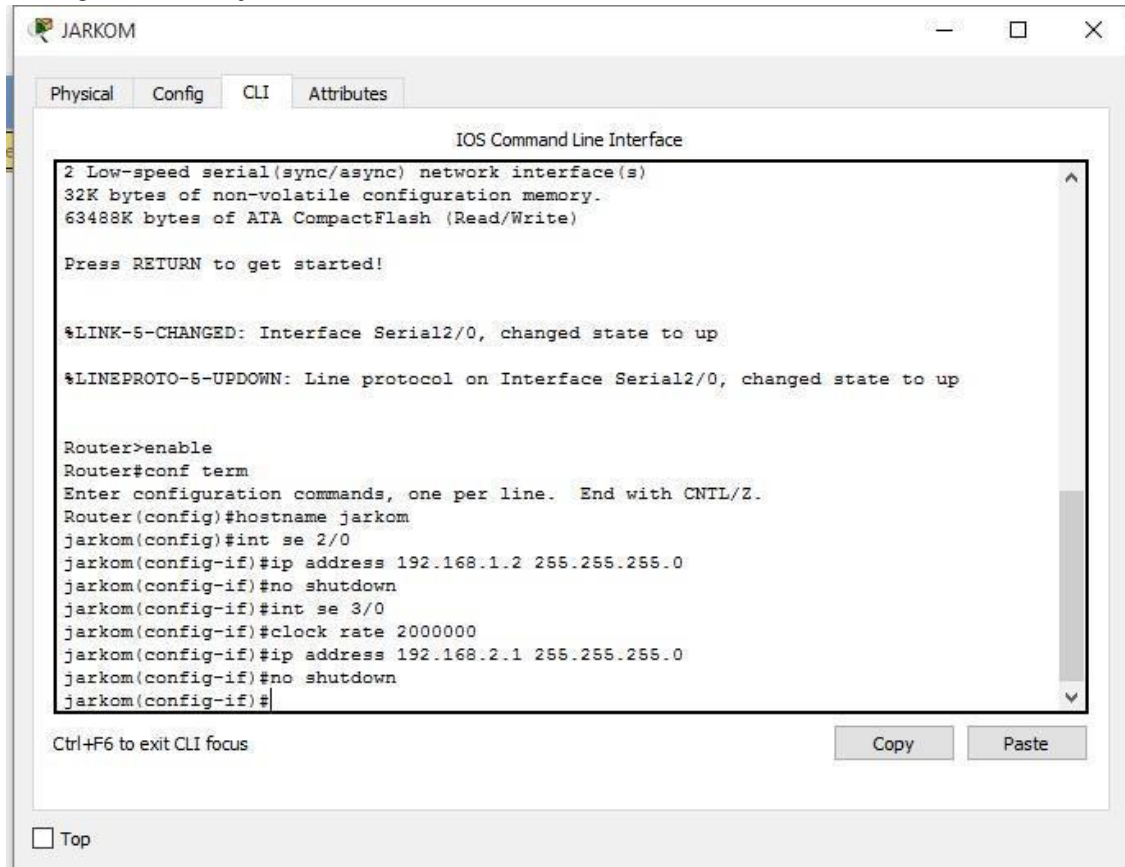 JARKOM
Physical Config CLI Attributes
IOS Command Line Interface
2 Low-speed serial(sync/async) network interface(s)
32K bytes of non-volatile configuration memory.
63488K bytes of ATA CompactFlash (Read/Write)
Press RETURN to get started!
%LINK-5-CHANGED: Interface Serial2/0, changed state to up
%LINEPROTO-5-UPDOWN: Line protocol on Interface Serial2/0, changed state to up
Router>enable
Router#conf term
Enter configuration commands, one per line.  End with CNTL/Z.
Router(config)#hostname jarkom
jarkom(config)#int se 2/0
jarkom(config-if)#ip address 192.168.1.2 255.255.255.0
jarkom(config-if)#no shutdown
jarkom(config-if)#int se 3/0
jarkom(config-if)#clock rate 2000000
jarkom(config-if)#ip address 192.168.2.1 255.255.255.0
jarkom(config-if)#no shutdown
jarkom(config-if)#
Ctrl+F6 to exit CLI focus Copy Paste
Top